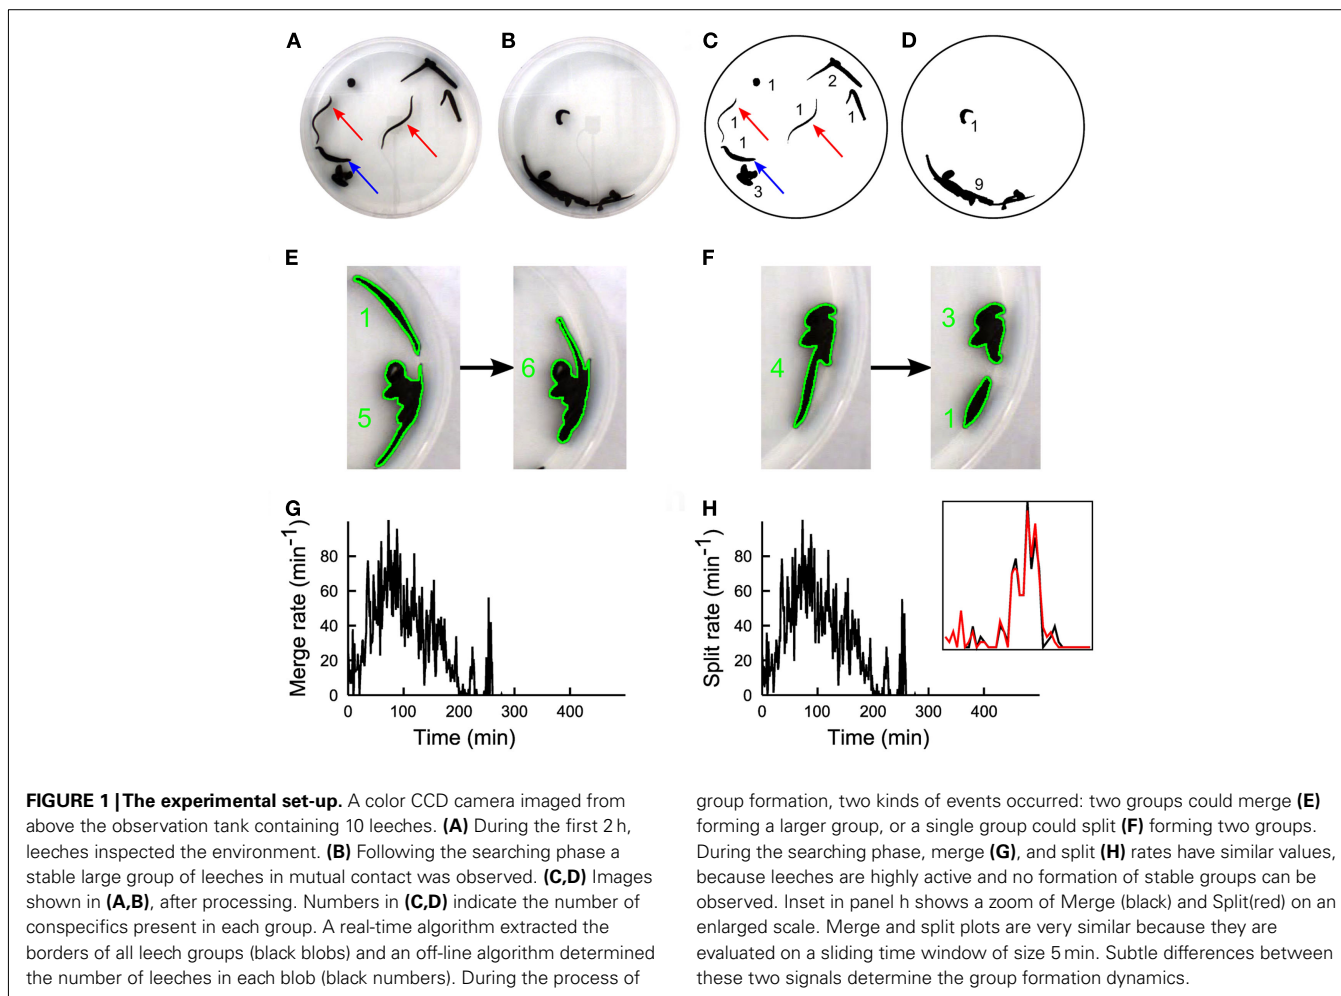 A
B
C
D
1
2
1
1
1
1
3
1
9
E
F
1
5
6
4
3
1
G
H
Merge rate (min⁻¹)
80
60
40
20
0
0 100 200 300 400
Time (min)
Split rate (min⁻¹)
80
60
40
20
0
0 100 200 300 400
Time (min)
FIGURE 1 | The experimental set-up. A color CCD camera imaged from
above the observation tank containing 10 leeches. (A) During the first 2 h,
leeches inspected the environment. (B) Following the searching phase a
stable large group of leeches in mutual contact was observed. (C,D) Images
shown in (A,B), after processing. Numbers in (C,D) indicate the number of
conspecifics present in each group. A real-time algorithm extracted the
borders of all leech groups (black blobs) and an off-line algorithm determined
the number of leeches in each blob (black numbers). During the process of
group formation, two kinds of events occurred: two groups could merge (E)
forming a larger group, or a single group could split (F) forming two groups.
During the searching phase, merge (G), and split (H) rates have similar values,
because leeches are highly active and no formation of stable groups can be
observed. Inset in panel h shows a zoom of Merge (black) and Split(red) on an
enlarged scale. Merge and split plots are very similar because they are
evaluated on a sliding time window of size 5 min. Subtle differences between
these two signals determine the group formation dynamics.